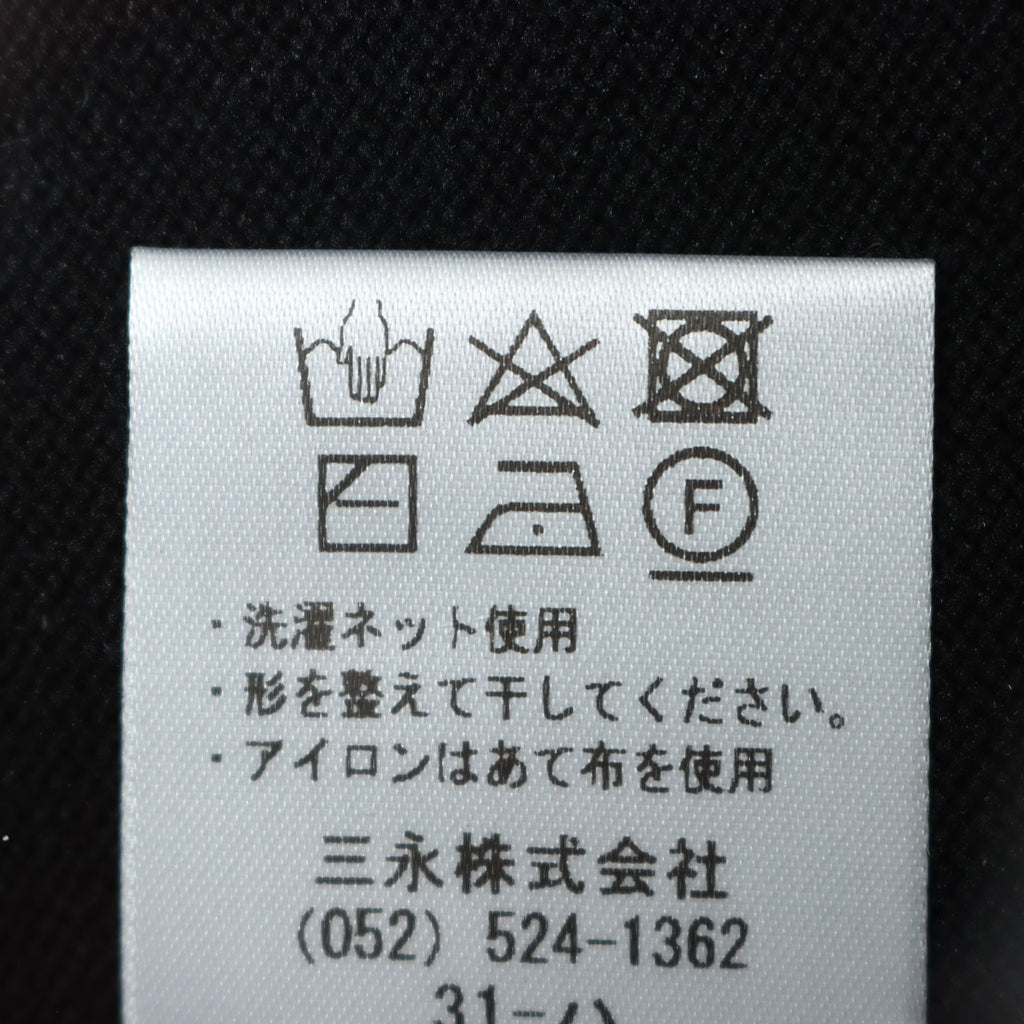 F
・洗濯ネット使用
・形を整えて干してください。
・アイロンはあて布を使用
三永株式会社
(052) 524-1362
31-ハ